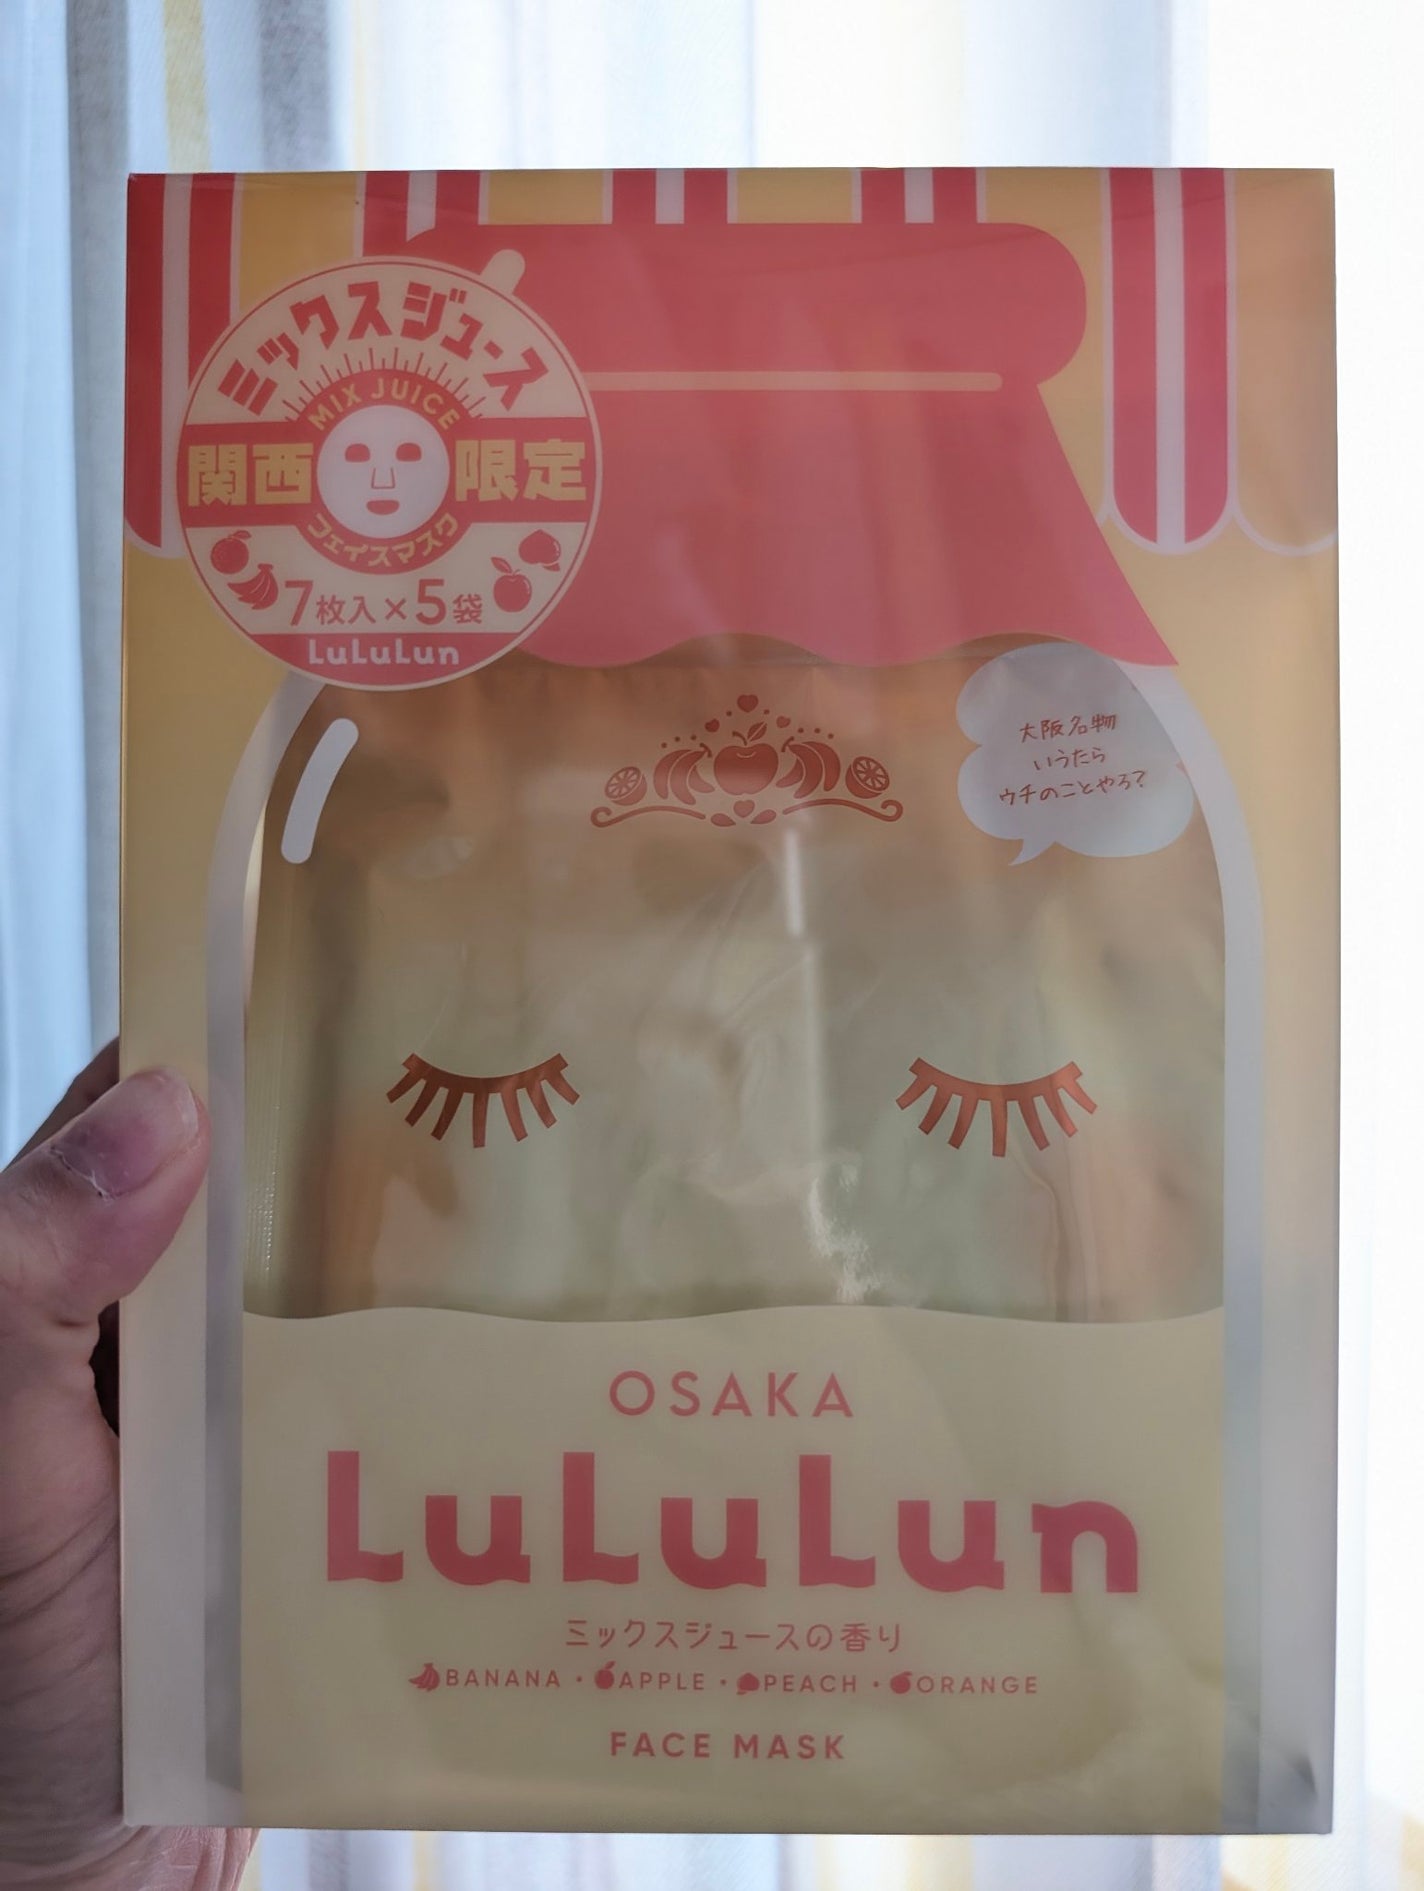 ミックスジュース
MIX JUICE
関西限定
フェイスマスク
7枚入×5袋
LuLuLun
大阪名物
いうたら
ウチのことやろ?
OSAKA
LuLuLun
ミックスジュースの香り
BANANA・APPLE・PEACH・ORANGE
FACE MASK